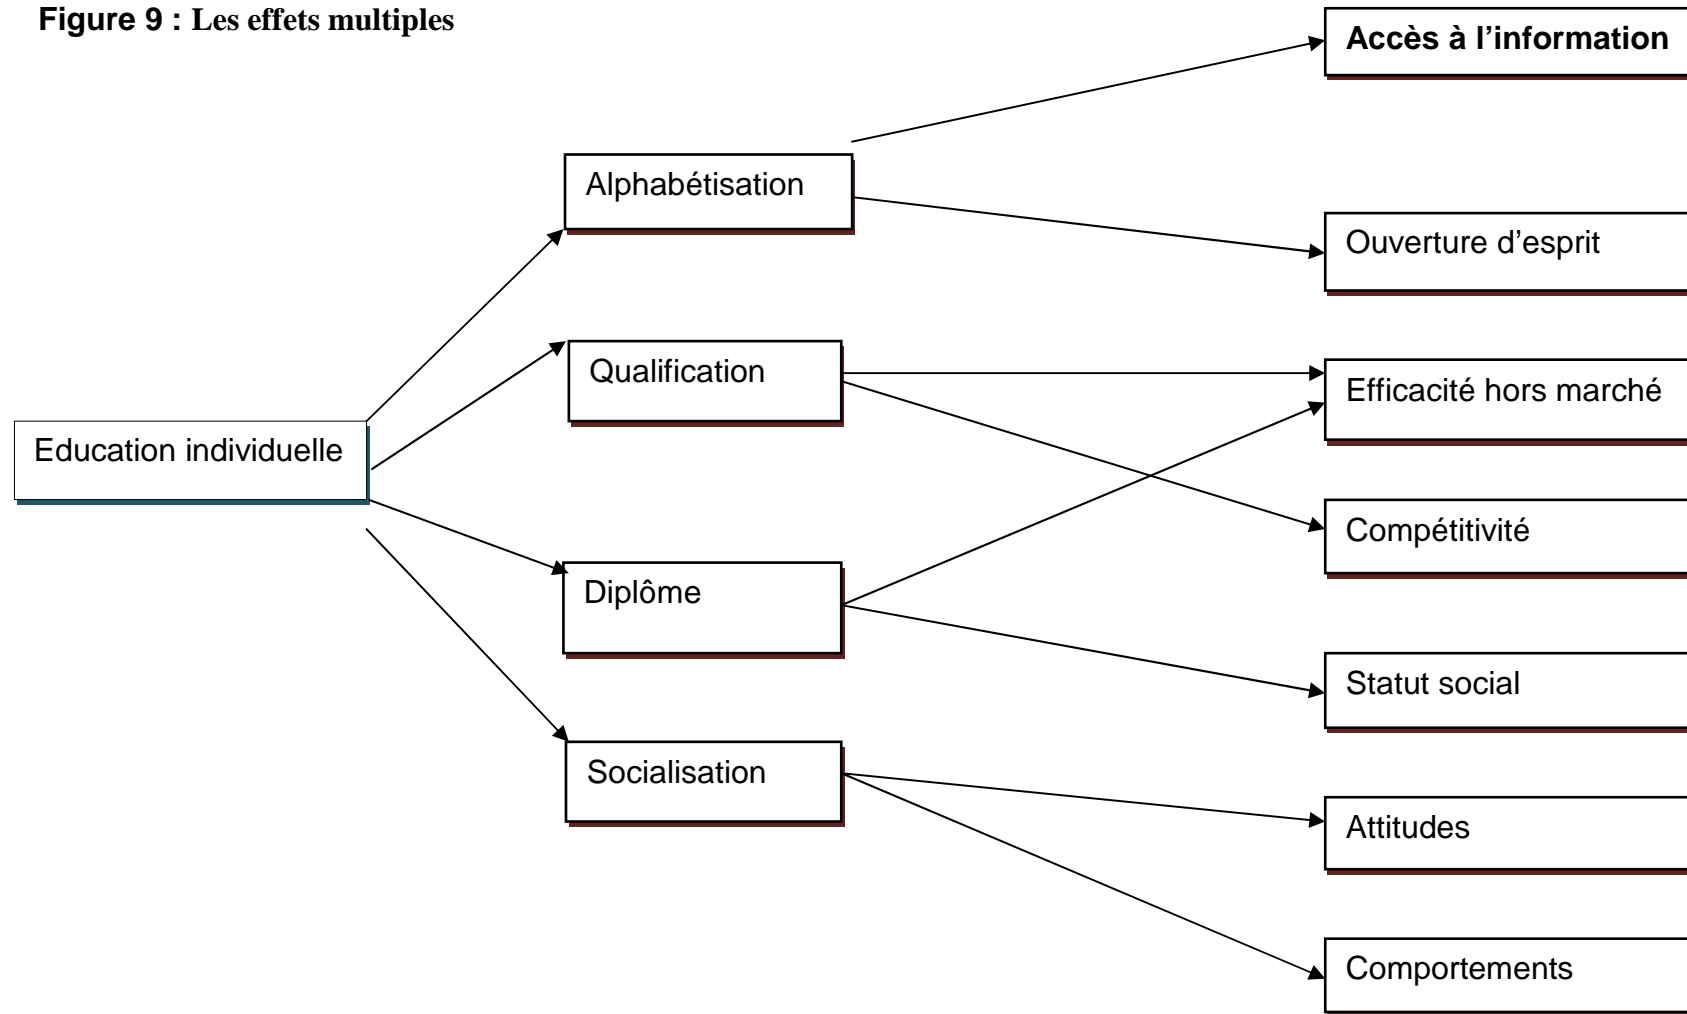 Figure 9 : Les effets multiples
Accès à l’information
Alphabétisation
Ouverture d’esprit
Qualification
Efficacité hors marché
Education individuelle
Compétitivité
Diplôme
Statut social
Socialisation
Attitudes
Comportements